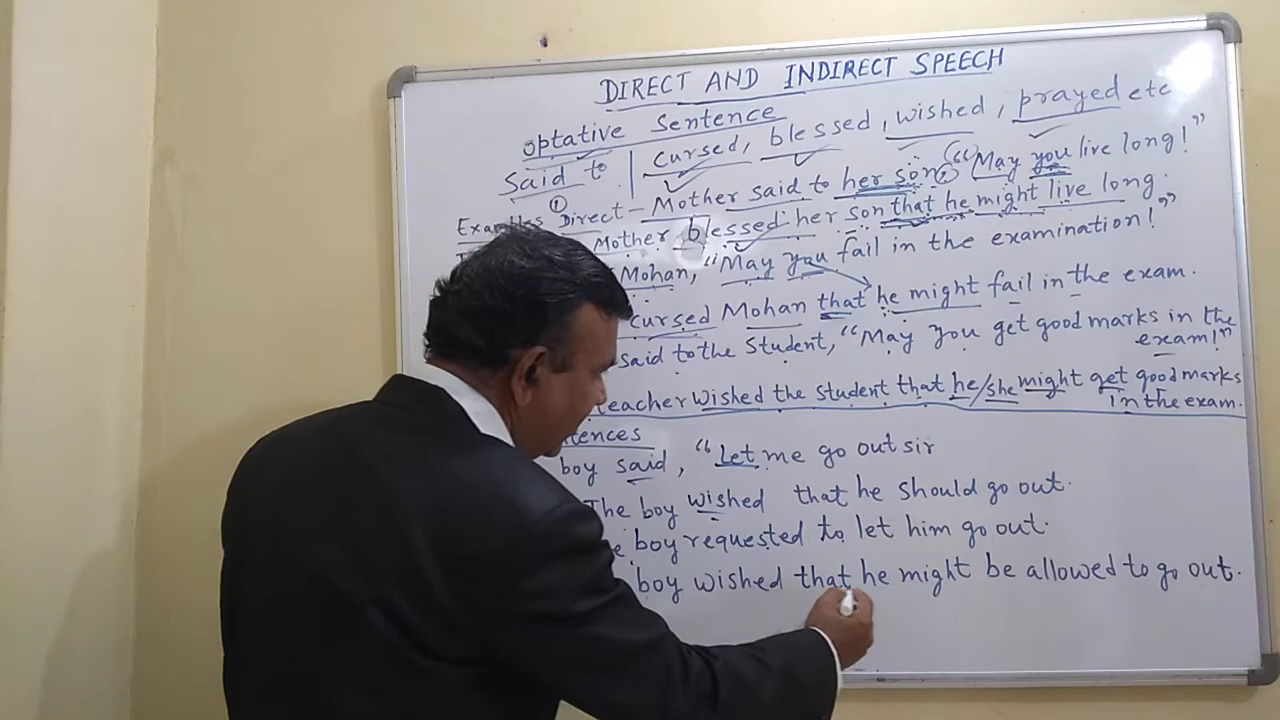 DIRECT AND INDIRECT SPEECH
optative Sentence
Said to | cursed, blessed, wished, prayed etc
Examples ① Direct - Mother said to her son, "May you live long!"
Mother blessed her son that he might live long.
Mohan, "May you fail in the examination!"
cursed Mohan that he might fail in the exam.
said to the Student, "May you get good marks in the exam!"
teacher wished the student that he/she might get good marks in the exam.
tences
boy said, "Let me go out sir
The boy wished that he should go out.
e boy requested to let him go out.
boy wished that he might be allowed to go out.